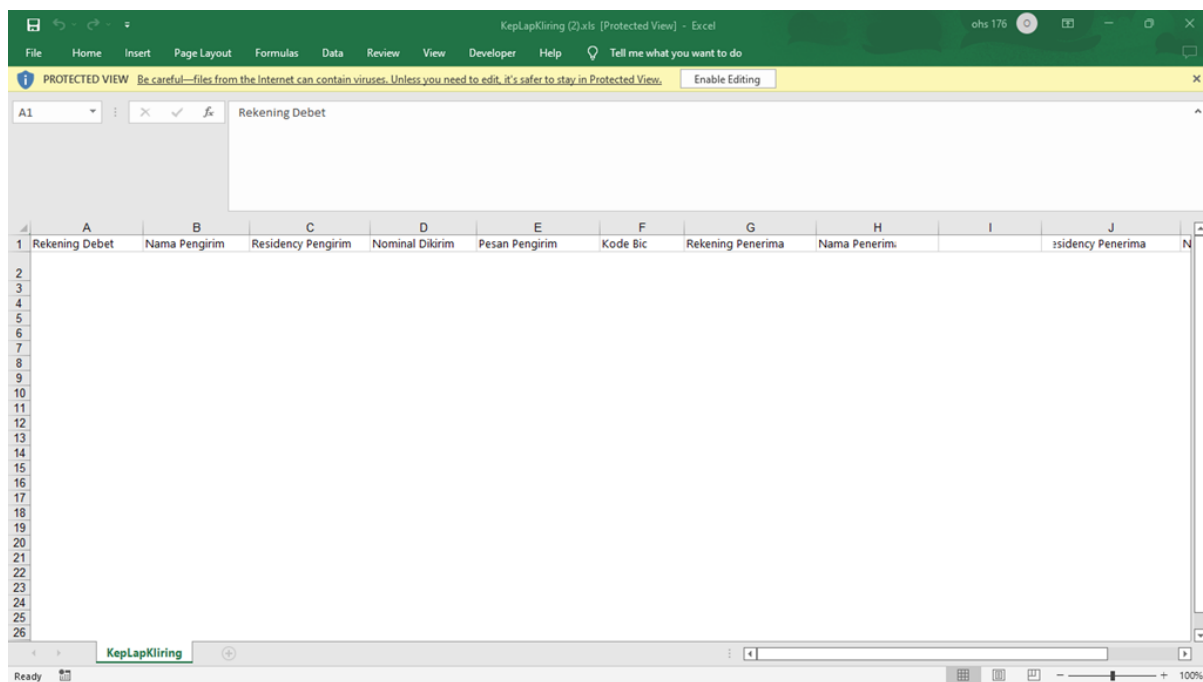 KepLapKliring (2).xls [Protected View] - Excel
ohs 176 O
File Home Insert Page Layout Formulas Data Review View Developer Help Tell me what you want to do
PROTECTED VIEW Be careful—files from the Internet can contain viruses. Unless you need to edit, it's safer to stay in Protected View. Enable Editing
A1 fx Rekening Debet
A B C D E F G H I J
1 Rekening Debet Nama Pengirim Residency Pengirim Nominal Dikirim Pesan Pengirim Kode Bic Rekening Penerima Nama Penerima esidency Penerima N
2
3
4
5
6
7
8
9
10
11
12
13
14
15
16
17
18
19
20
21
22
23
24
25
26
KepLapKliring
Ready 100%